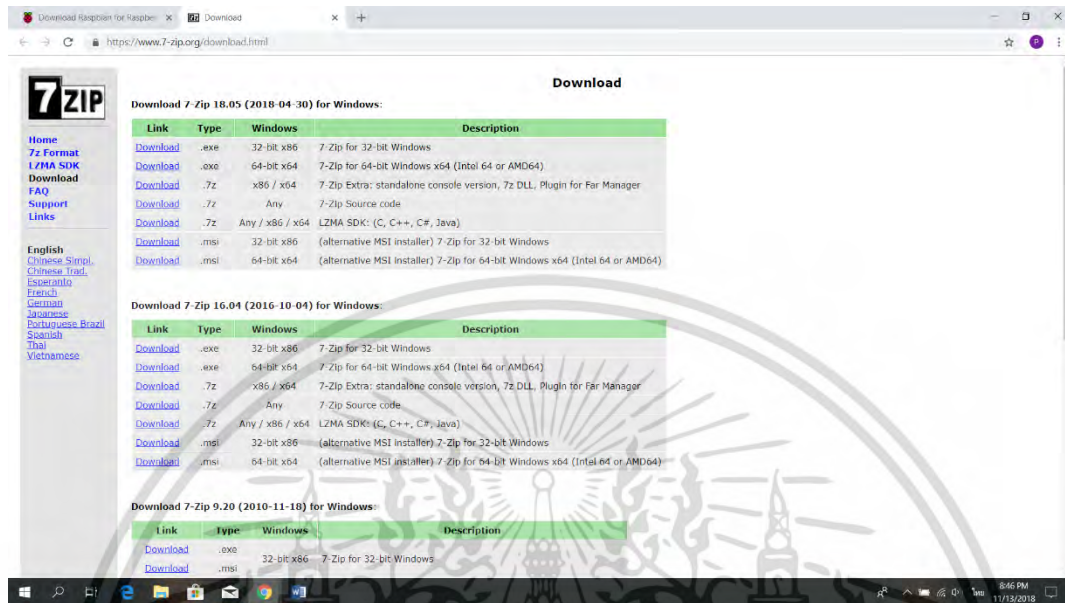 Download Raspbian for Raspber
Download
https://www.7-zip.org/download.html
P
7ZIP
Home
7z Format
LZMA SDK
Download
FAQ
Support
Links
English
Chinese Simpl.
Chinese Trad.
Esperanto
French
German
Japanese
Portuguese Brazil
Spanish
Thai
Vietnamese
Download
Download 7-Zip 18.05 (2018-04-30) for Windows:
Link Type Windows Description
Download .exe 32-bit x86 7-Zip for 32-bit Windows
Download .exe 64-bit x64 7-Zip for 64-bit Windows x64 (Intel 64 or AMD64)
Download .7z x86 / x64 7-Zip Extra: standalone console version, 7z DLL, Plugin for Far Manager
Download .7z Any 7-Zip Source code
Download .7z Any / x86 / x64 LZMA SDK: (C, C++, C#, Java)
Download .msi 32-bit x86 (alternative MSI installer) 7-Zip for 32-bit Windows
Download .msi 64-bit x64 (alternative MSI installer) 7-Zip for 64-bit Windows x64 (Intel 64 or AMD64)
Download 7-Zip 16.04 (2016-10-04) for Windows:
Link Type Windows Description
Download .exe 32-bit x86 7-Zip for 32-bit Windows
Download .exe 64-bit x64 7-Zip for 64-bit Windows x64 (Intel 64 or AMD64)
Download .7z x86 / x64 7-Zip Extra: standalone console version, 7z DLL, Plugin for Far Manager
Download .7z Any 7-Zip Source code
Download .7z Any / x86 / x64 LZMA SDK: (C, C++, C#, Java)
Download .msi 32-bit x86 (alternative MSI installer) 7-Zip for 32-bit Windows
Download .msi 64-bit x64 (alternative MSI installer) 7-Zip for 64-bit Windows x64 (Intel 64 or AMD64)
Download 7-Zip 9.20 (2010-11-18) for Windows:
Link Type Windows Description
Download .exe 32-bit x86 7-Zip for 32-bit Windows
Download .msi
ไทย
8:46 PM
11/13/2018